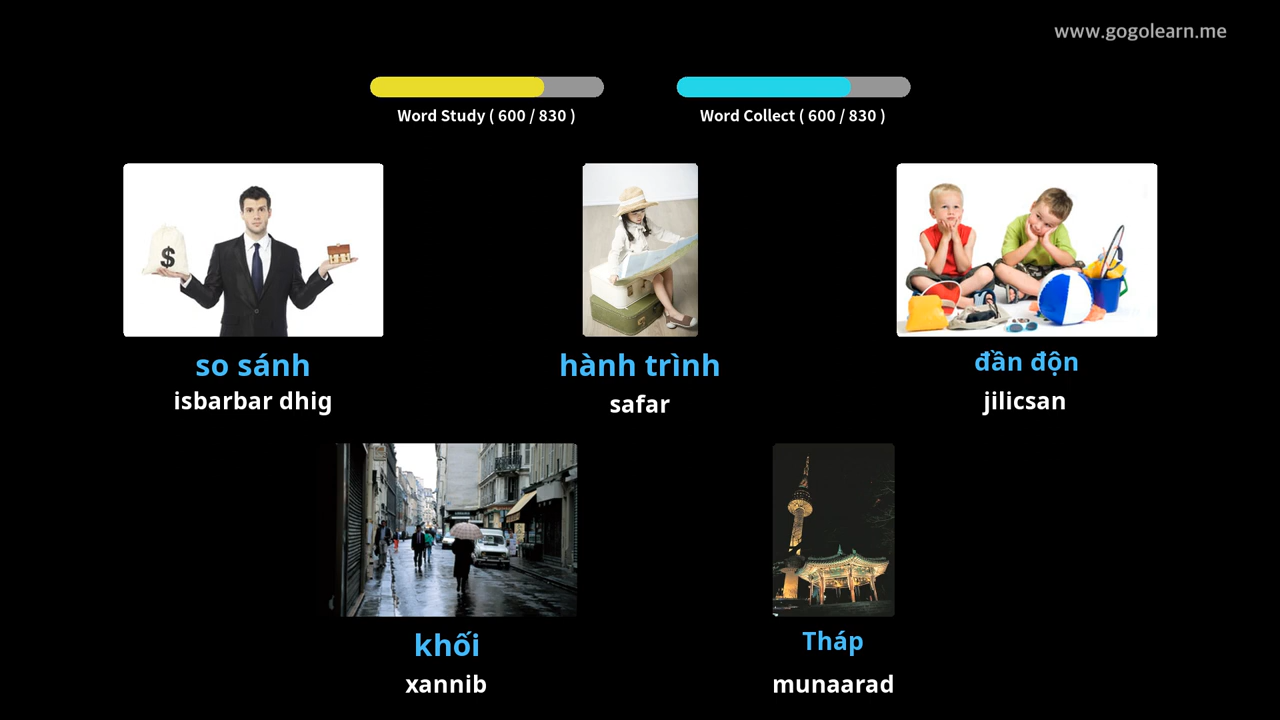 www.gogolearn.me
Word Study ( 600 / 830 )
Word Collect ( 600 / 830 )
$
so sánh
isbarbar dhig
hành trình
safar
đần độn
jilicsan
khối
xannib
Tháp
munaarad